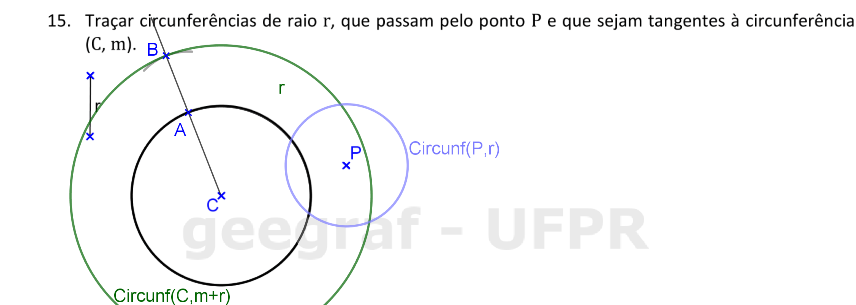 15. Traçar circunferências de raio r, que passam pelo ponto P e que sejam tangentes à circunferência
(C, m).
B
r
r
A
P
Circunf(P,r)
C
geegraf - UFPR
Circunf(C,m+r)